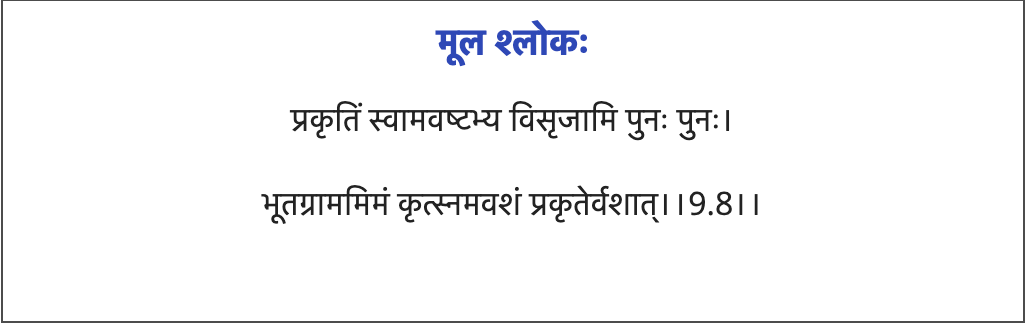 मूल श्लोकः
प्रकृतिं स्वामवष्टभ्य विसृजामि पुनः पुनः।
भूतग्राममिमं कृत्स्नमवशं प्रकृतेर्वशात्।।9.8।।